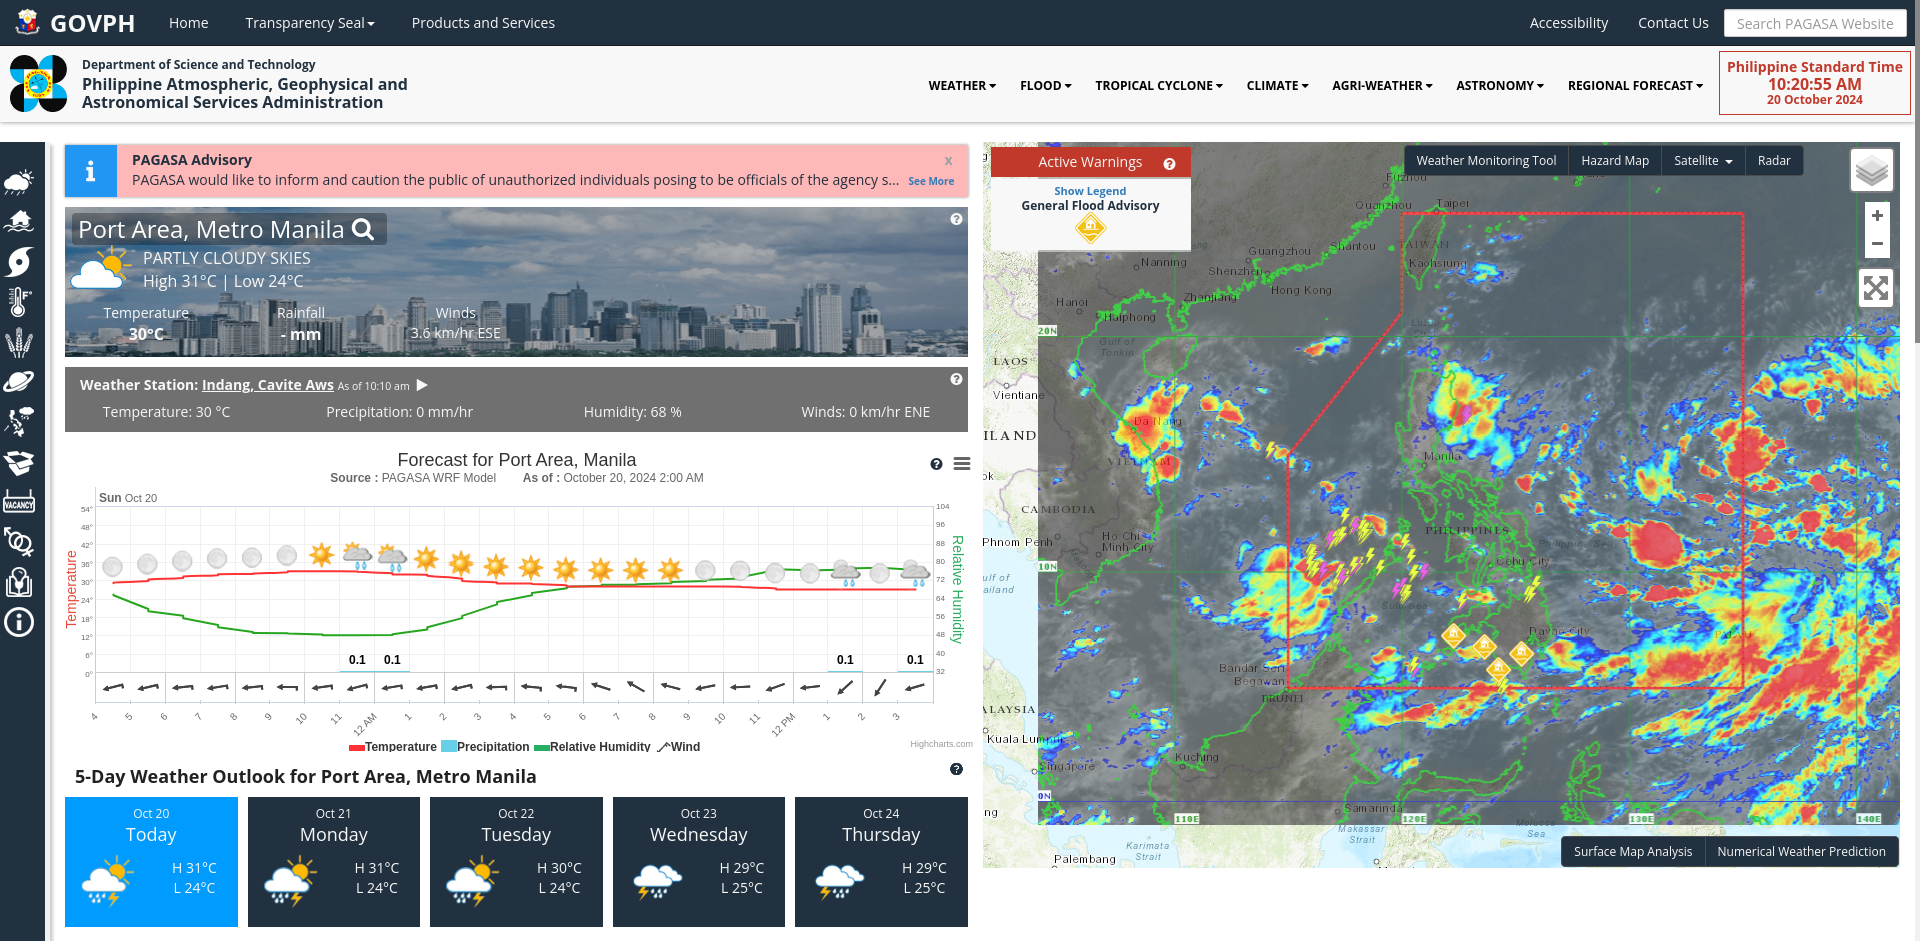 GOVPH
Home
Transparency Seal
Products and Services
Accessibility
Contact Us
Search PAGASA Website
Department of Science and Technology
Philippine Atmospheric, Geophysical and
Astronomical Services Administration
WEATHER
FLOOD
TROPICAL CYCLONE
CLIMATE
AGRI-WEATHER
ASTRONOMY
REGIONAL FORECAST
Philippine Standard Time
10:20:55 AM
20 October 2024
PAGASA Advisory
x
PAGASA would like to inform and caution the public of unauthorized individuals posing to be officials of the agency s... See More
Port Area, Metro Manila
PARTLY CLOUDY SKIES
High 31°C | Low 24°C
Temperature Rainfall Winds
30°C - mm 3.6 km/hr ESE
Weather Station: Indang, Cavite Aws As of 10:10 am
Temperature: 30 °C Precipitation: 0 mm/hr Humidity: 68 % Winds: 0 km/hr ENE
Forecast for Port Area, Manila
Source : PAGASA WRF Model As of : October 20, 2024 2:00 AM
Sun Oct 20
54° 104
48° 96
42° 88
36° 80
30° 72
24° 64
18° 56
12° 48
6° 40
0° 32
Temperature
Relative Humidity
0.1 0.1 0.1 0.1
4 5 6 7 8 9 10 11 12 AM 1 2 3 4 5 6 7 8 9 10 11 12 PM 1 2 3
Temperature Precipitation Relative Humidity Wind
Highcharts.com
5-Day Weather Outlook for Port Area, Metro Manila
Oct 20
Today
H 31°C
L 24°C
Oct 21
Monday
H 31°C
L 24°C
Oct 22
Tuesday
H 30°C
L 24°C
Oct 23
Wednesday
H 29°C
L 25°C
Oct 24
Thursday
H 29°C
L 25°C
VACANCY
Active Warnings
Show Legend
General Flood Advisory
Weather Monitoring Tool
Hazard Map
Satellite
Radar
+
−
Fuzhou
Quanzhou
Taipei
TAIWAN
Kaohsiung
Shantou
Guangzhou
Shenzhen
Hong Kong
Nanning
Zhanjiang
Hanoi
Haiphong
Gulf of
Tonkin
20N
LAOS
Vientiane
Da Nang
VIETNAM
ILAND
ok
CAMBODIA
Phnom Penh
Ho Chi
Minh City
10N
ulf of
ailand
Manila
PHILIPPINES
Philippine Sea
Cebu City
Sulu Sea
Davao City
PALAU
Bandar Seri
Begawan
BRUNEI
ALAYSIA
Kuala Lumpur
Kuching
Singapore
0N
110E
120E
130E
140E
Samarinda
Makassar
Strait
Molucca
Sea
Karimata
Strait
ng
Palembang
Surface Map Analysis
Numerical Weather Prediction